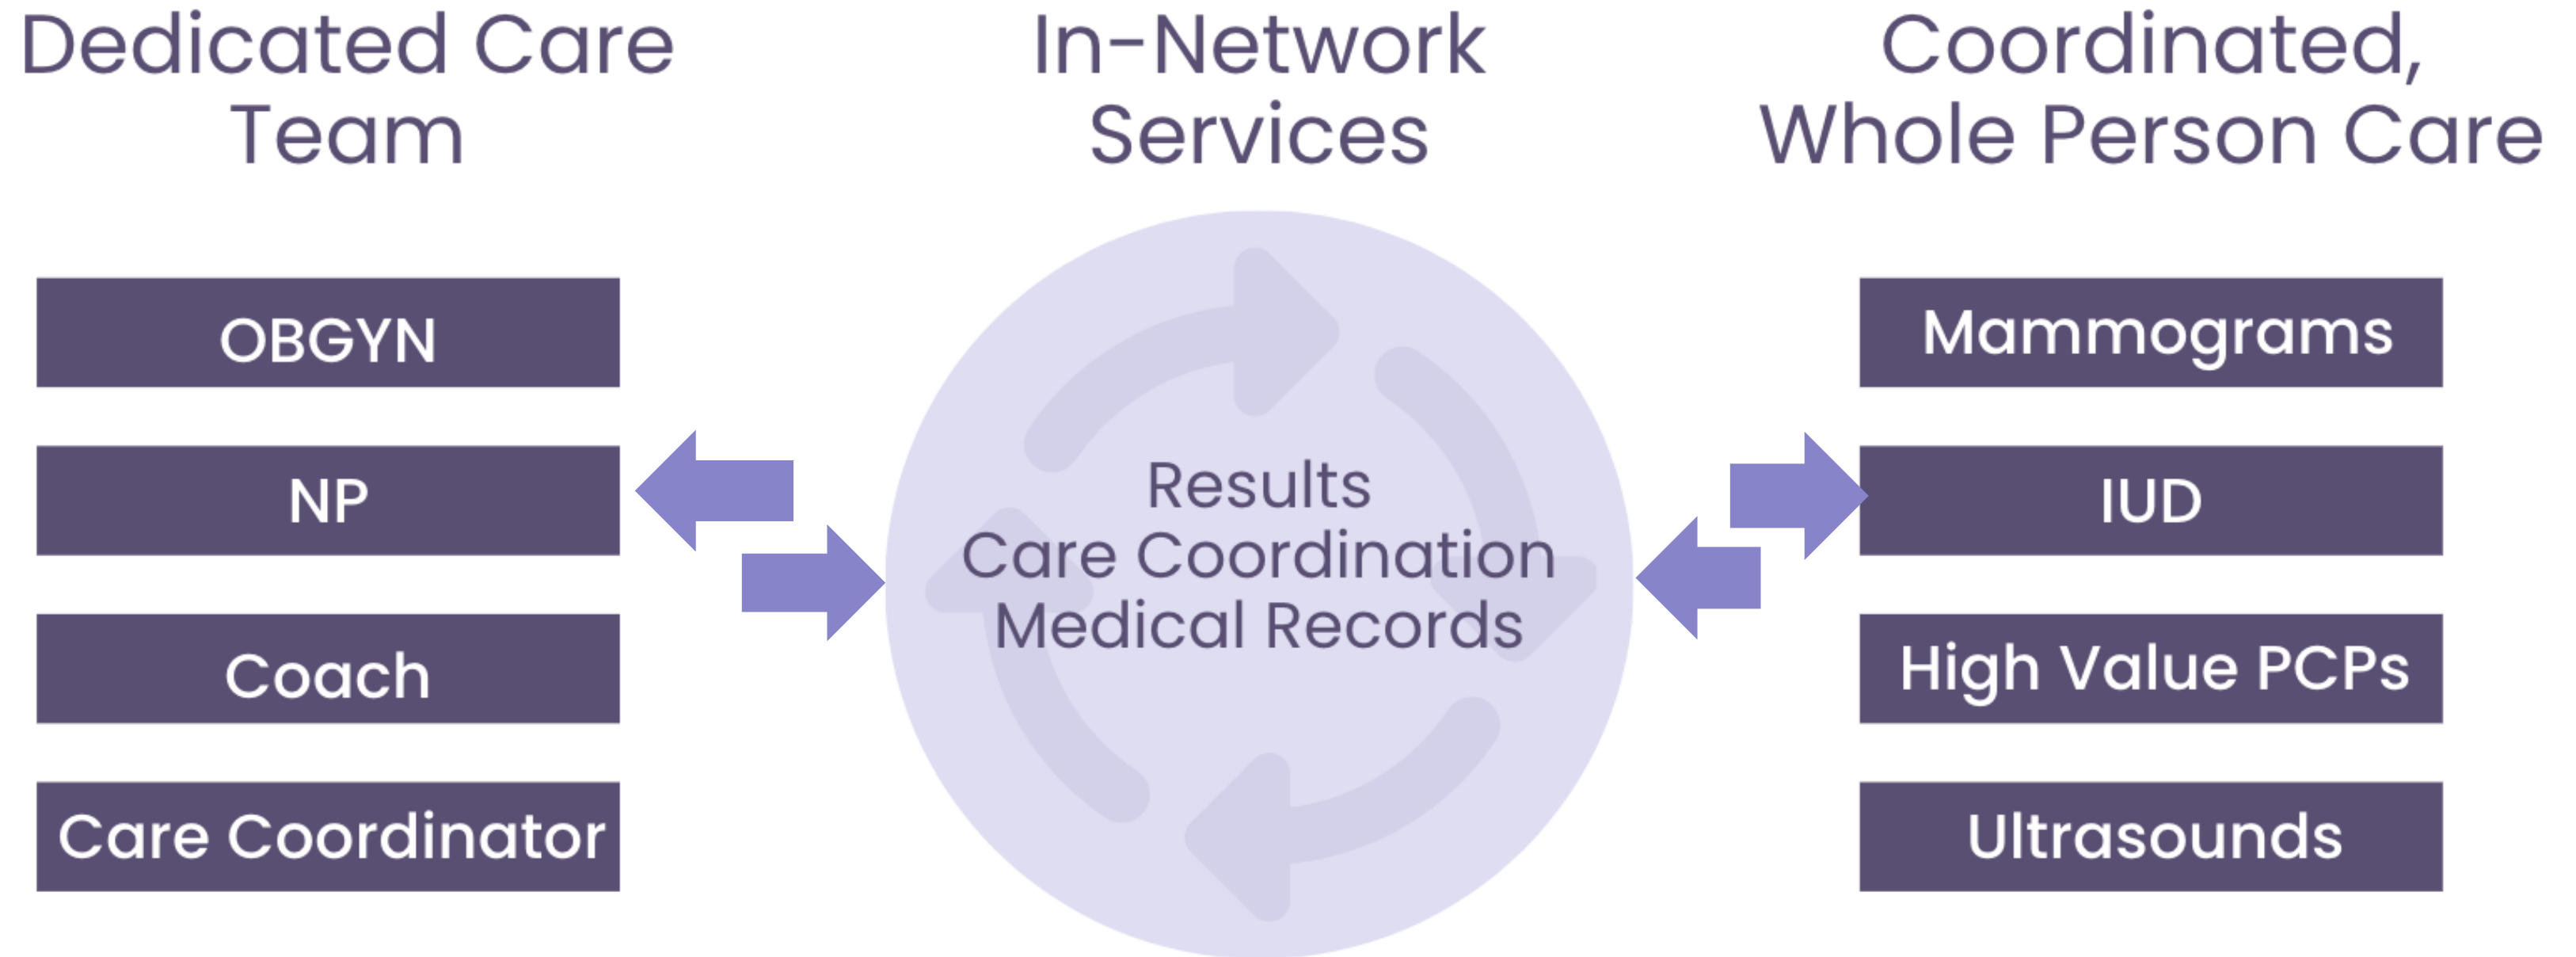 Dedicated Care
Team
OBGYN
NP
Coach
Care Coordinator
In-Network
Services
Results
Care Coordination
Medical Records
Coordinated,
Whole Person Care
Mammograms
IUD
High Value PCPs
Ultrasounds